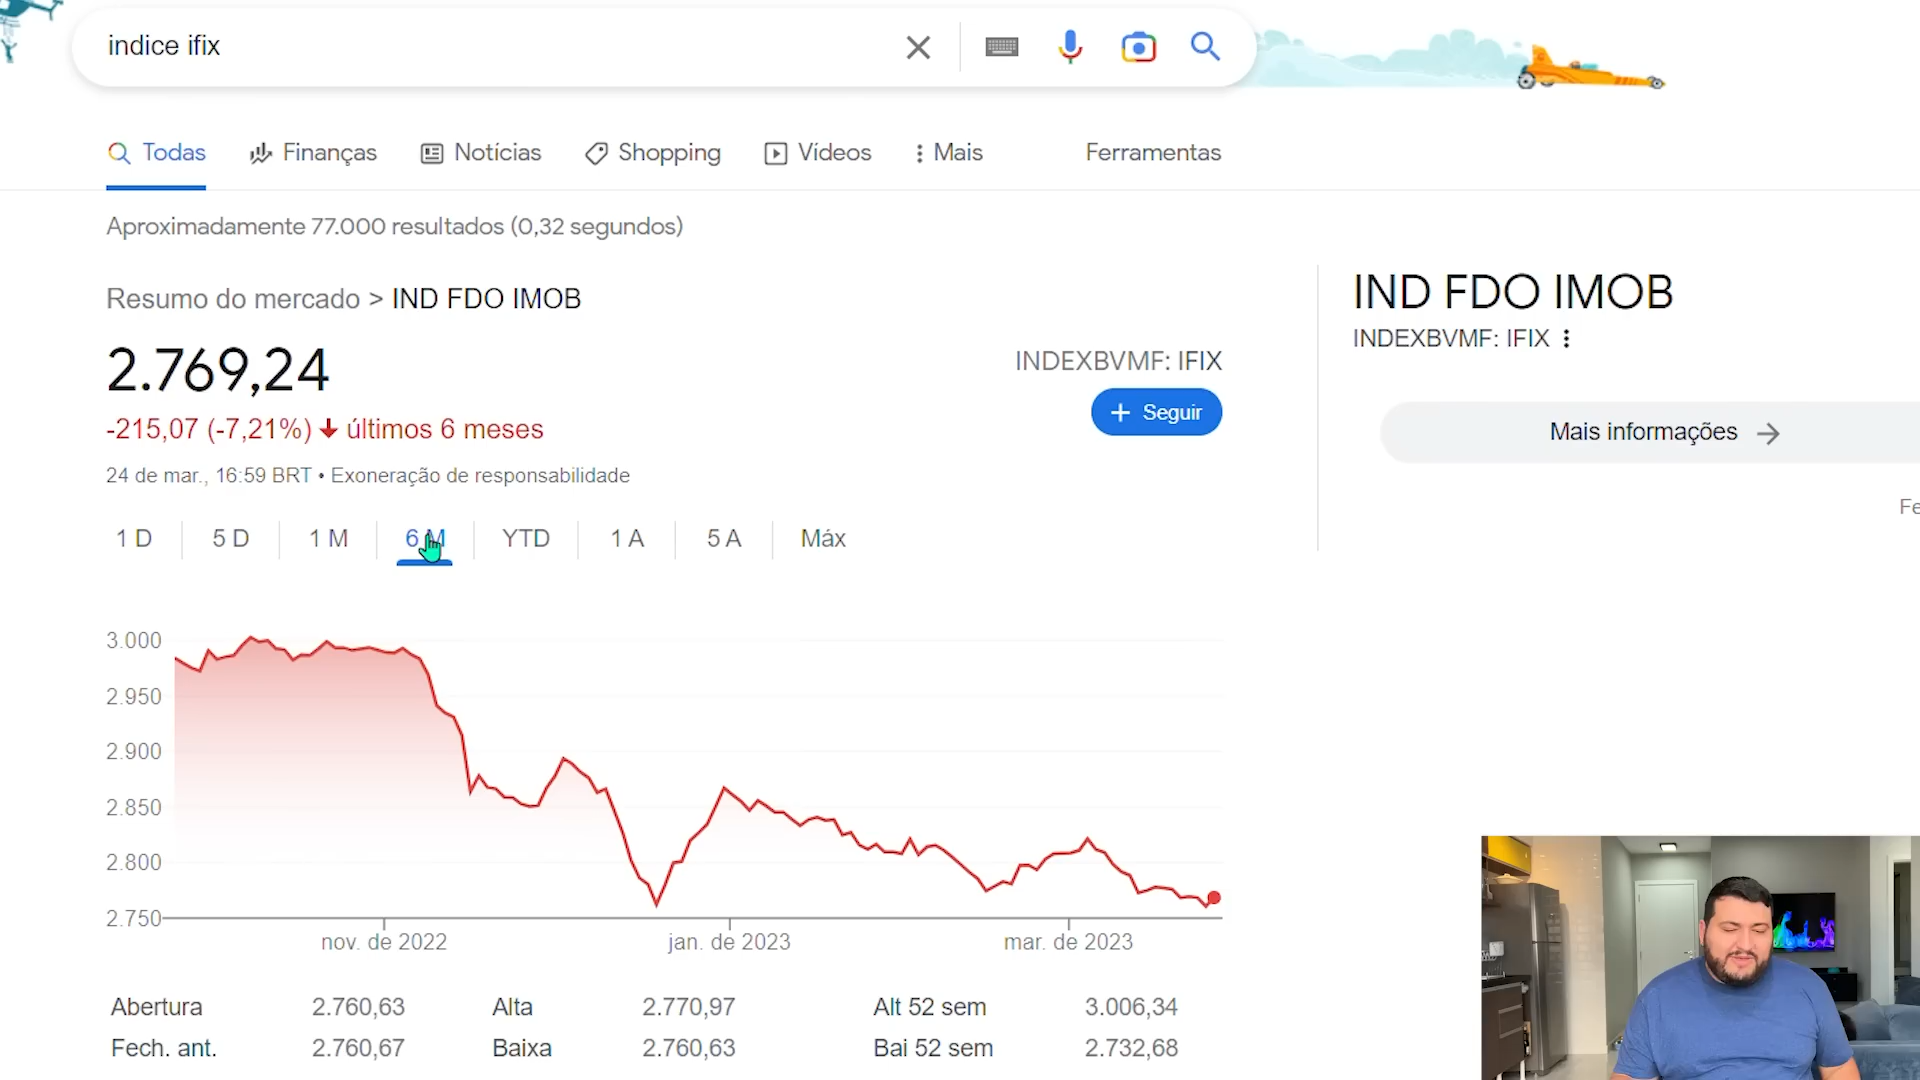 indice ifix
Todas Finanças Notícias Shopping Vídeos Mais Ferramentas
Aproximadamente 77.000 resultados (0,32 segundos)
Resumo do mercado > IND FDO IMOB
2.769,24
-215,07 (-7,21%) últimos 6 meses
24 de mar., 16:59 BRT • Exoneração de responsabilidade
INDEXBVMF: IFIX
+ Seguir
1 D 5 D 1 M 6 M YTD 1 A 5 A Máx
3.000
2.950
2.900
2.850
2.800
2.750
nov. de 2022 jan. de 2023 mar. de 2023
Abertura 2.760,63 Alta 2.770,97 Alt 52 sem 3.006,34
Fech. ant. 2.760,67 Baixa 2.760,63 Bai 52 sem 2.732,68
IND FDO IMOB
INDEXBVMF: IFIX
Mais informações
Fe